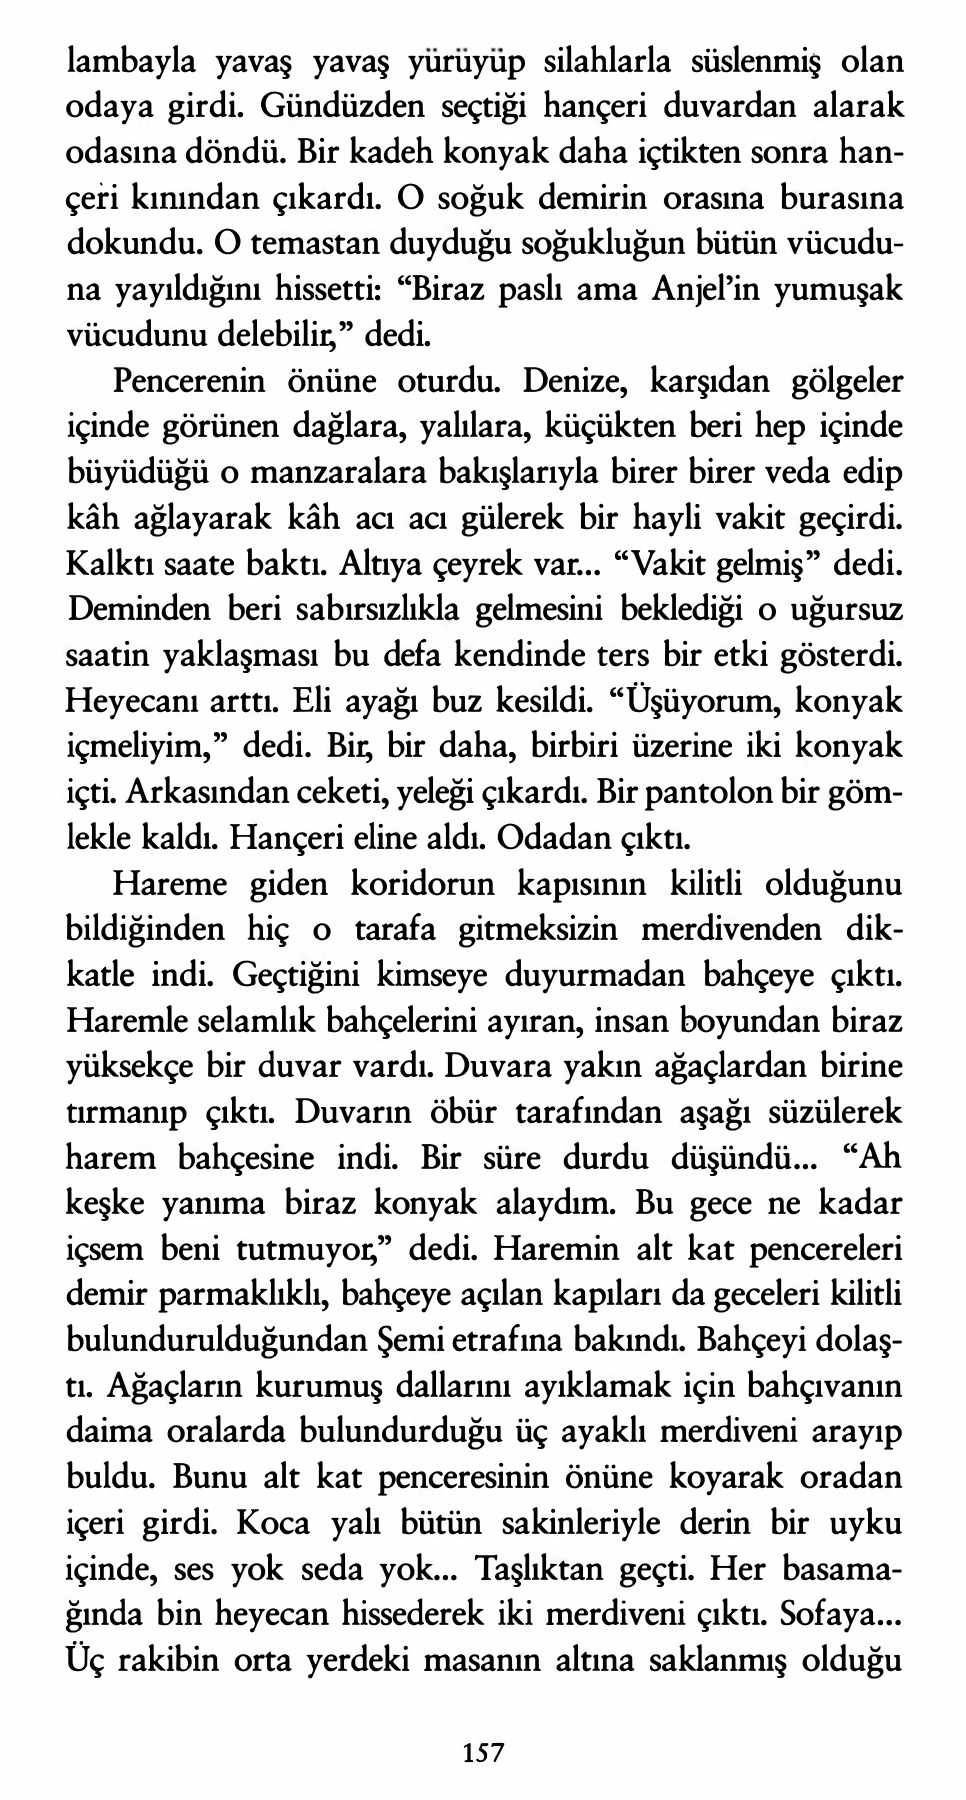 lambayla yavaş yavaş yürüyüp silahlarla süslenmiş olan
odaya girdi. Gündüzden seçtiği hançeri duvardan alarak
odasına döndü. Bir kadeh konyak daha içtikten sonra han-
çeri kınından çıkardı. O soğuk demirin orasına burasına
dokundu. O temastan duyduğu soğukluğun bütün vücudu-
na yayıldığını hissetti: “Biraz paslı ama Anjel’in yumuşak
vücudunu delebilir,” dedi.
Pencerenin önüne oturdu. Denize, karşıdan gölgeler
içinde görünen dağlara, yalılara, küçükten beri hep içinde
büyüdüğü o manzaralara bakışlarıyla birer birer veda edip
kâh ağlayarak kâh acı acı gülerek bir hayli vakit geçirdi.
Kalktı saate baktı. Altıya çeyrek var... “Vakit gelmiş” dedi.
Deminden beri sabırsızlıkla gelmesini beklediği o uğursuz
saatin yaklaşması bu defa kendinde ters bir etki gösterdi.
Heyecanı arttı. Eli ayağı buz kesildi. “Üşüyorum, konyak
içmeliyim,” dedi. Bir, bir daha, birbiri üzerine iki konyak
içti. Arkasından ceketi, yeleği çıkardı. Bir pantolon bir göm-
lekle kaldı. Hançeri eline aldı. Odadan çıktı.
Hareme giden koridorun kapısının kilitli olduğunu
bildiğinden hiç o tarafa gitmeksizin merdivenden dik-
katle indi. Geçtiğini kimseye duyurmadan bahçeye çıktı.
Haremle selamlık bahçelerini ayıran, insan boyundan biraz
yüksekçe bir duvar vardı. Duvara yakın ağaçlardan birine
tırmanıp çıktı. Duvarın öbür tarafından aşağı süzülerek
harem bahçesine indi. Bir süre durdu düşündü... “Ah
keşke yanıma biraz konyak alaydım. Bu gece ne kadar
içsem beni tutmuyor,” dedi. Haremin alt kat pencereleri
demir parmaklıklı, bahçeye açılan kapıları da geceleri kilitli
bulundurulduğundan Şemi etrafına bakındı. Bahçeyi dolaş-
tı. Ağaçların kurumuş dallarını ayıklamak için bahçıvanın
daima oralarda bulundurduğu üç ayaklı merdiveni arayıp
buldu. Bunu alt kat penceresinin önüne koyarak oradan
içeri girdi. Koca yalı bütün sakinleriyle derin bir uyku
içinde, ses yok seda yok... Taşlıktan geçti. Her basama-
ğında bin heyecan hissederek iki merdiveni çıktı. Sofaya...
Üç rakibin orta yerdeki masanın altına saklanmış olduğu
157